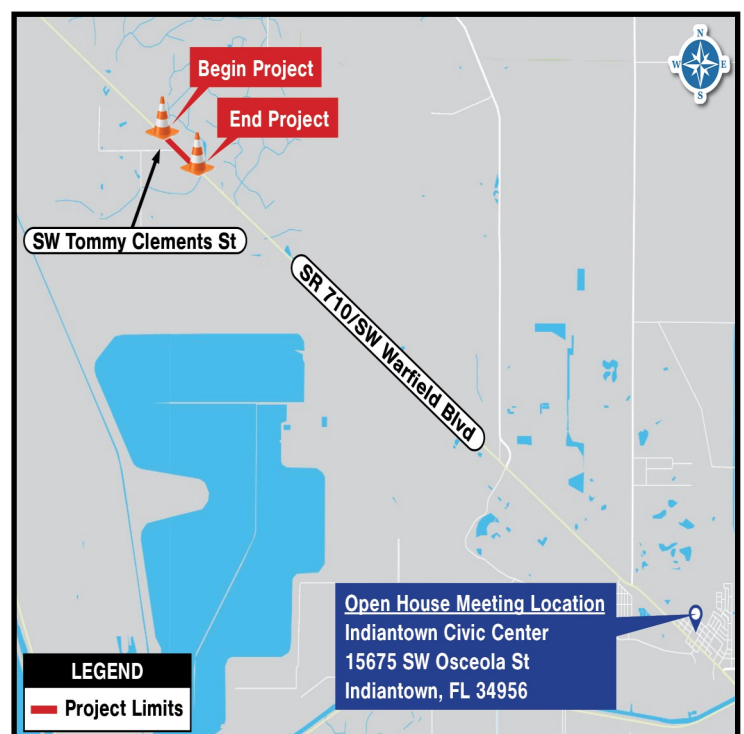 N
W E
S
Begin Project
End Project
SW Tommy Clements St
SR 710/SW Warfield Blvd
Open House Meeting Location
Indiantown Civic Center
15675 SW Osceola St
Indiantown, FL 34956
LEGEND
Project Limits